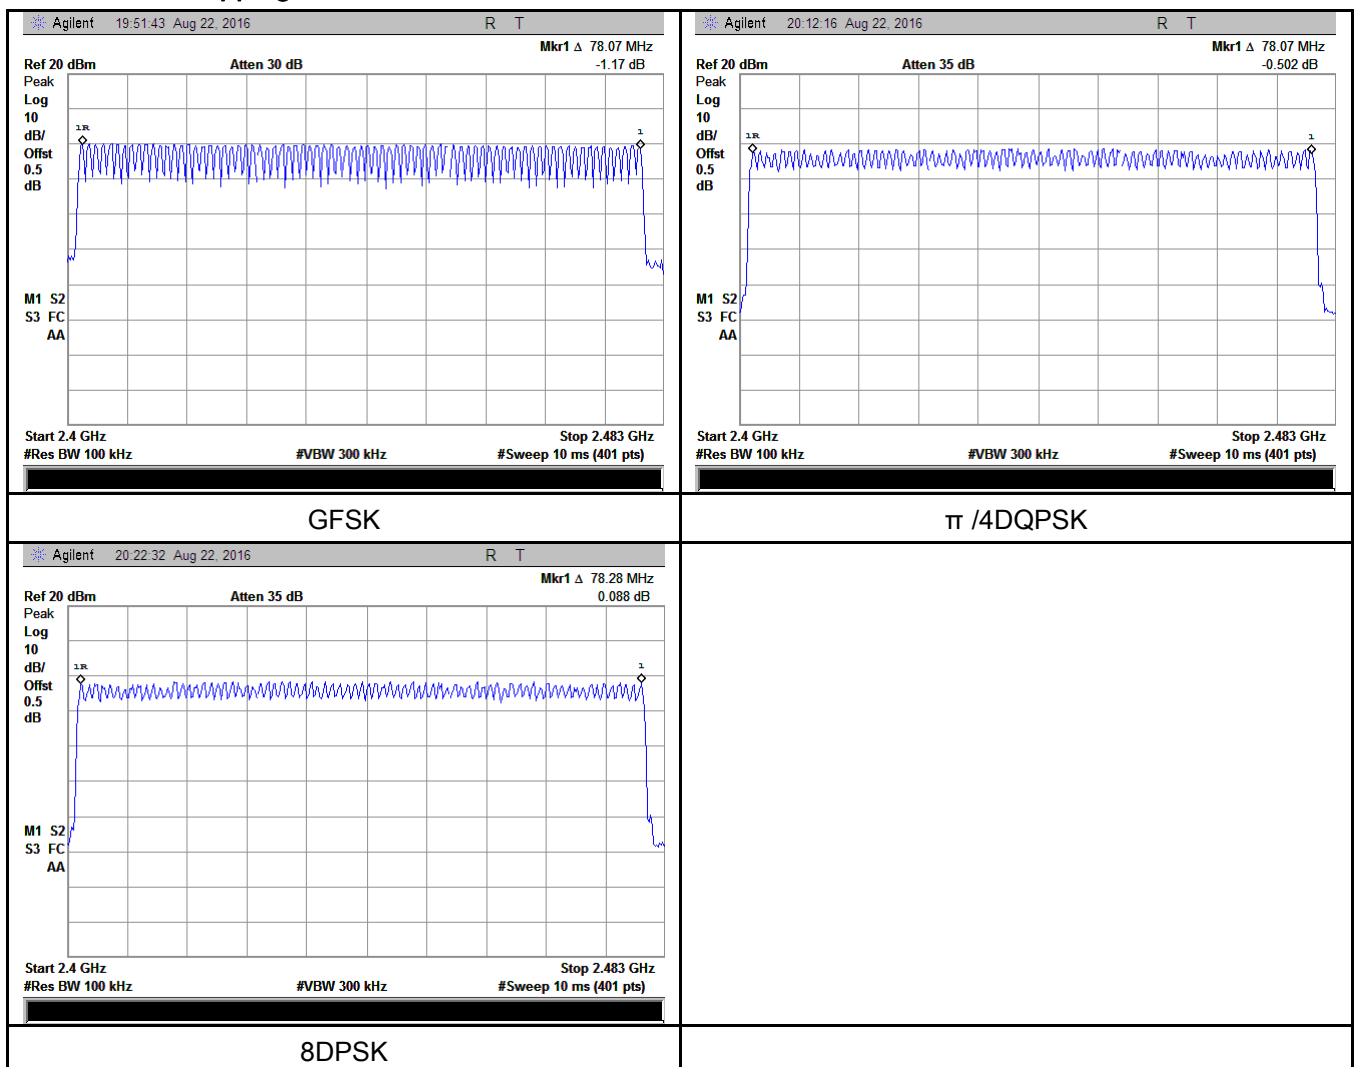 Agilent 19:51:43 Aug 22, 2016 R T
Mkr1 Δ 78.07 MHz
Ref 20 dBm Atten 30 dB -1.17 dB
Peak
Log
10
dB/
Offst
0.5
dB
1R
1
M1 S2
S3 FC
AA
Start 2.4 GHz Stop 2.483 GHz
#Res BW 100 kHz #VBW 300 kHz #Sweep 10 ms (401 pts)
GFSK
Agilent 20:12:16 Aug 22, 2016 R T
Mkr1 Δ 78.07 MHz
Ref 20 dBm Atten 35 dB -0.502 dB
Peak
Log
10
dB/
Offst
0.5
dB
1R
1
M1 S2
S3 FC
AA
Start 2.4 GHz Stop 2.483 GHz
#Res BW 100 kHz #VBW 300 kHz #Sweep 10 ms (401 pts)
π /4DQPSK
Agilent 20:22:32 Aug 22, 2016 R T
Mkr1 Δ 78.28 MHz
Ref 20 dBm Atten 35 dB 0.088 dB
Peak
Log
10
dB/
Offst
0.5
dB
1R
1
M1 S2
S3 FC
AA
Start 2.4 GHz Stop 2.483 GHz
#Res BW 100 kHz #VBW 300 kHz #Sweep 10 ms (401 pts)
8DPSK